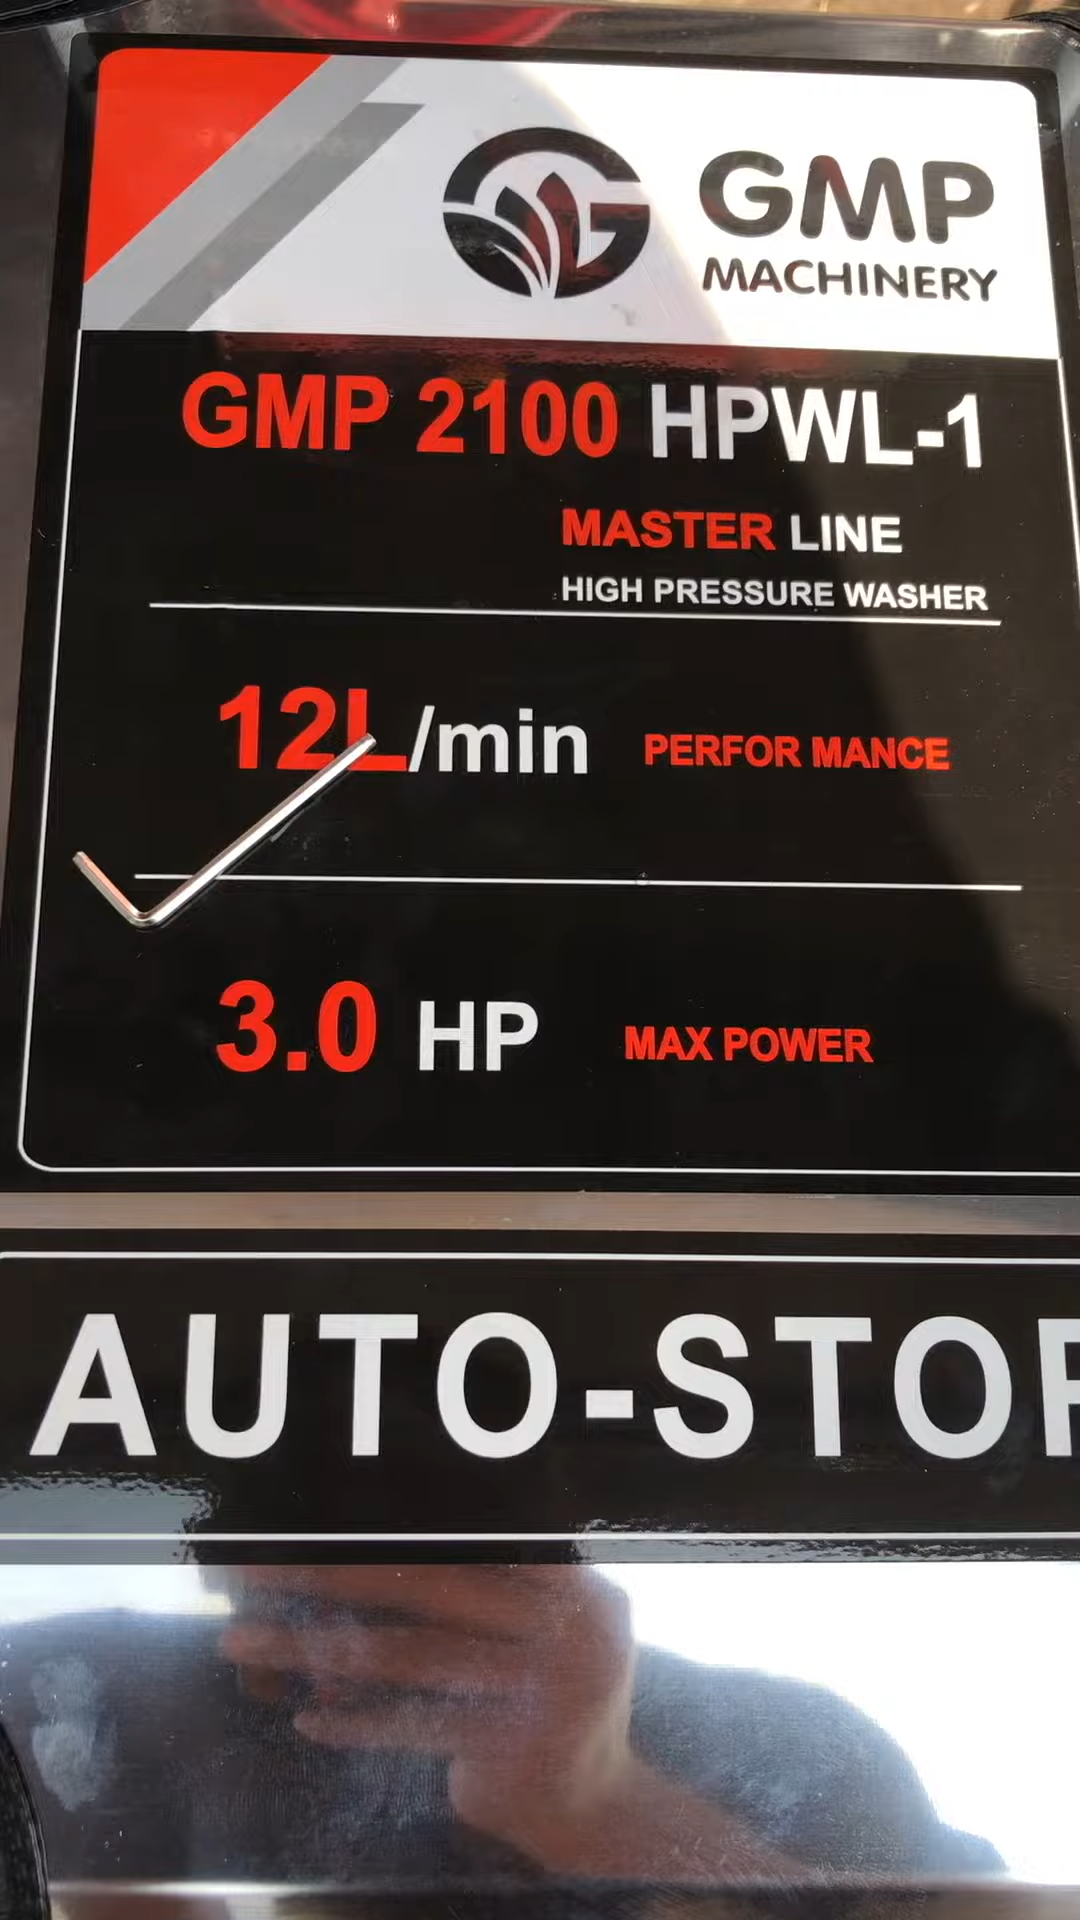 GMP
MACHINERY
GMP 2100 HPWL-1
MASTER LINE
HIGH PRESSURE WASHER
12L/min PERFOR MANCE
3.0 HP MAX POWER
AUTO-STOP